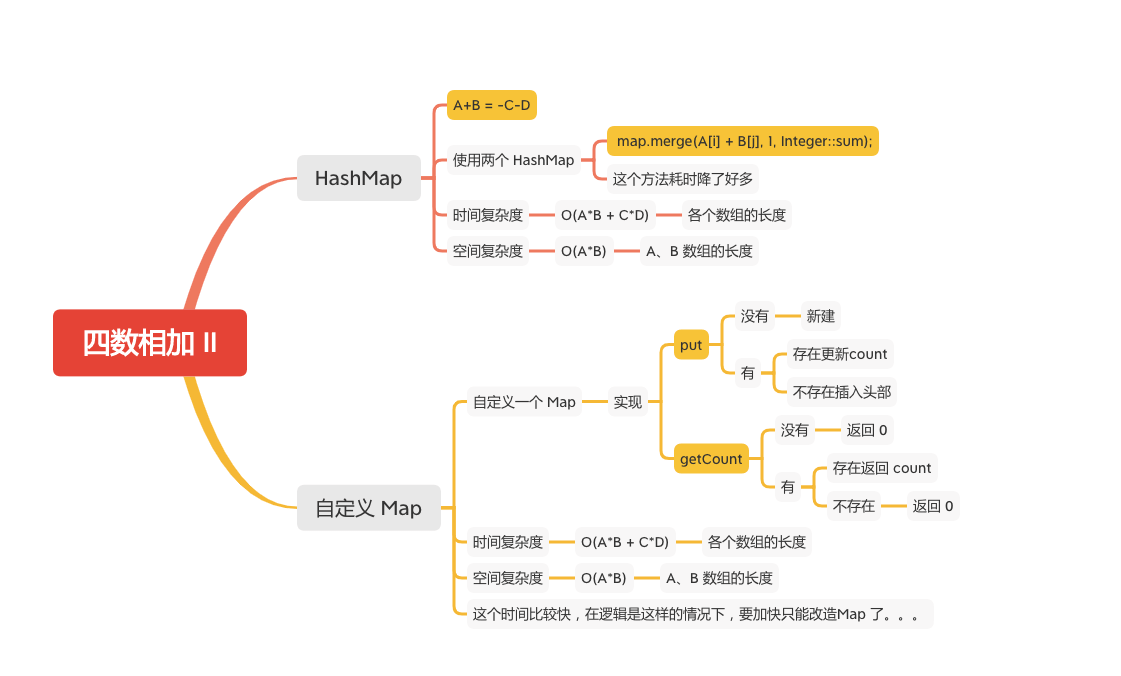 四数相加 II
HashMap
A+B = -C-D
使用两个 HashMap
map.merge(A[i] + B[j], 1, Integer::sum);
这个方法耗时降了好多
时间复杂度
O(A*B + C*D)
各个数组的长度
空间复杂度
O(A*B)
A、B 数组的长度
自定义 Map
自定义一个 Map
实现
put
没有
新建
有
存在更新count
不存在插入头部
getCount
没有
返回 0
有
存在返回 count
不存在
返回 0
时间复杂度
O(A*B + C*D)
各个数组的长度
空间复杂度
O(A*B)
A、B 数组的长度
这个时间比较快，在逻辑是这样的情况下，要加快只能改造Map 了。。。